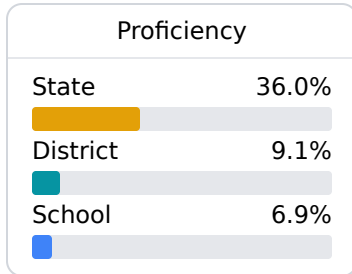 Proficiency
State 36.0%
District 9.1%
School 6.9%